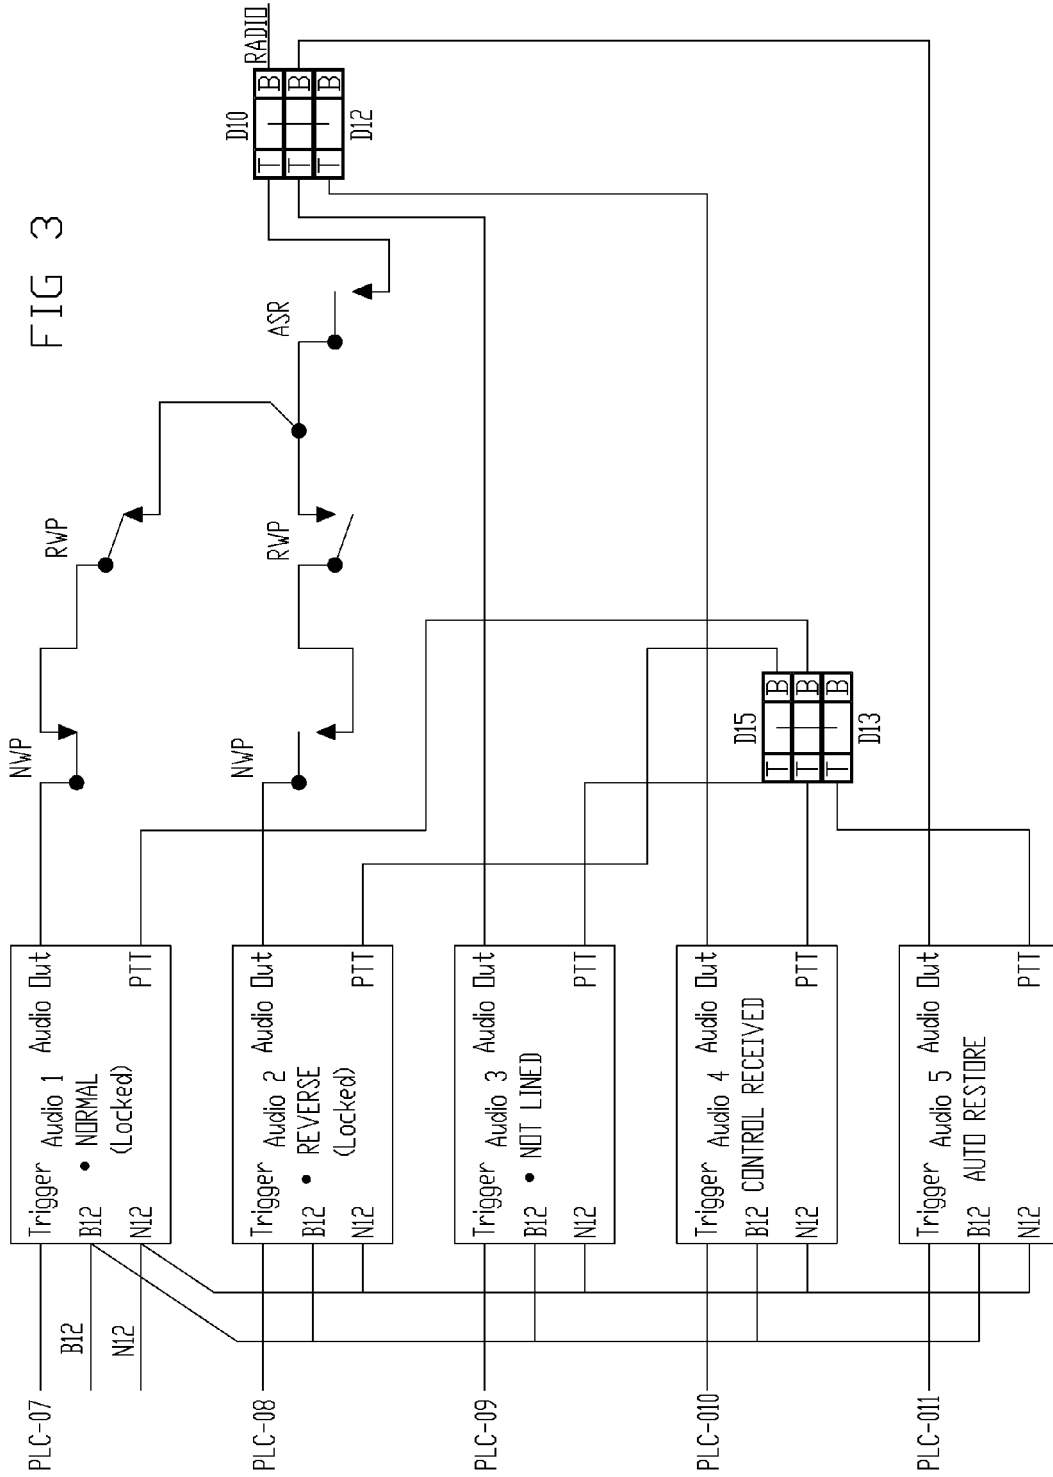 FIG 3
RADIO
D10
T B
T B
T B
D12
ASR
RWP
RWP
NWP
NWP
D15
T B
T B
T B
D13
PLC-07
B12
N12
Trigger Audio 1 Audio Out
B12 • NORMAL
N12 (Locked) PTT
PLC-08
Trigger Audio 2 Audio Out
B12 • REVERSE
N12 (Locked) PTT
PLC-09
Trigger Audio 3 Audio Out
B12 • NOT LINED
N12 PTT
PLC-010
Trigger Audio 4 Audio Out
B12 CONTROL RECEIVED
N12 PTT
PLC-011
Trigger Audio 5 Audio Out
B12 AUTO RESTORE
N12 PTT